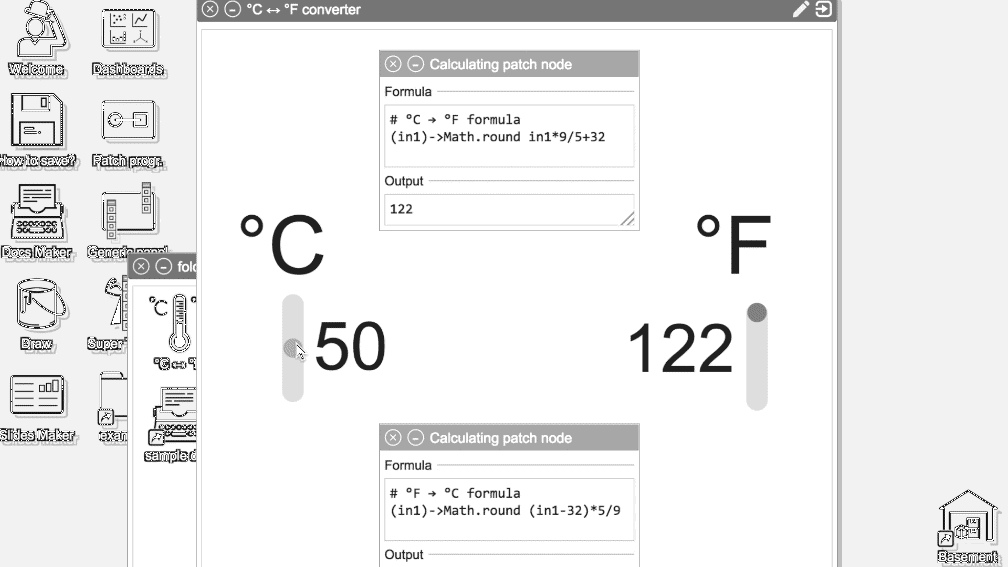 °C ↔ °F converter
Welcome
Dashboards
How to save?
Patch progr.
Docs Maker
Generic panel
Draw
Super
Slides Maker
exam
fold
°C
°C ↔ °F
sample d
Calculating patch node
Formula
# °C → °F formula
(in1)->Math.round in1*9/5+32
Output
122
°C
°F
50
122
Calculating patch node
Formula
# °F → °C formula
(in1)->Math.round (in1-32)*5/9
Output
Basement